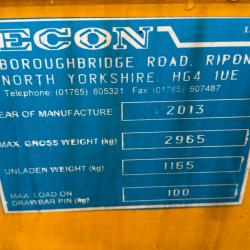 ECON
BOROUGHBRIDGE ROAD, RIPON
NORTH YORKSHIRE. HG4 1UE
Telephone: (01765) 605321 Fax (01765) 607487
EAR OF MANUFACTURE 2013
MAX. GROSS WEIGHT (kg) 2965
UNLADEN WEIGHT (kg) 1165
MAX. LOAD ON
DRAWBAR PIN (kg) 100